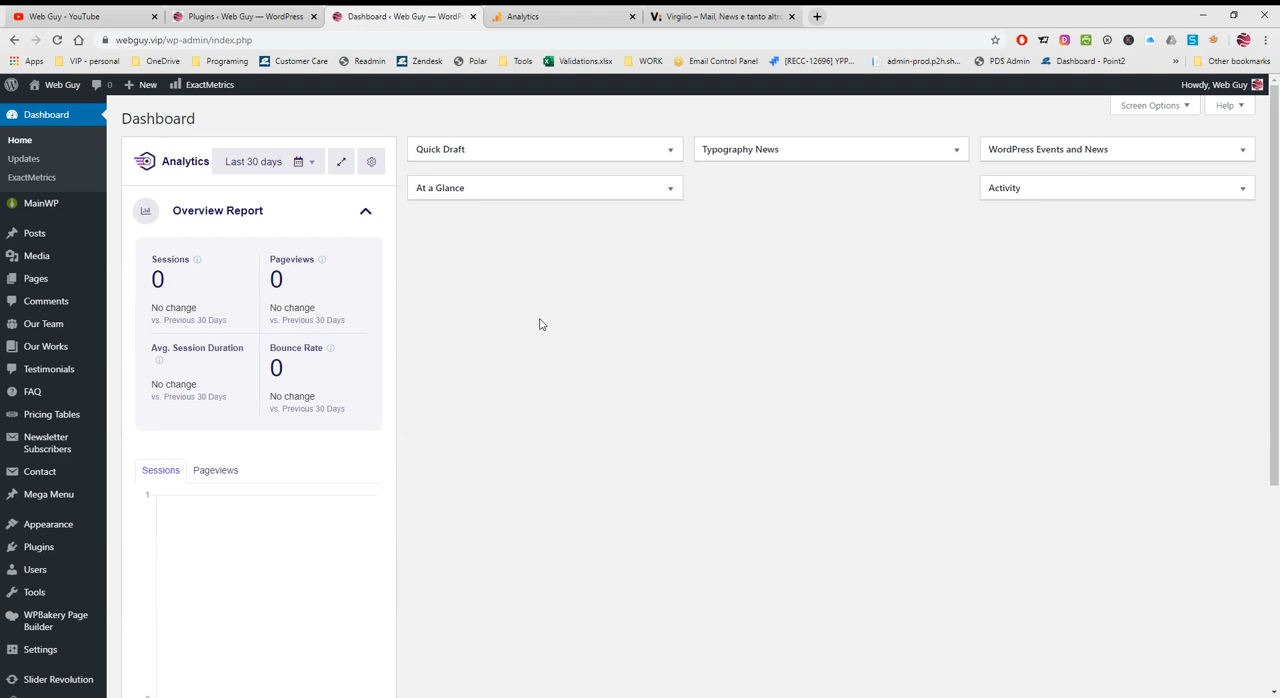 Web Guy - YouTube
Plugins ‹ Web Guy — WordPress
Dashboard ‹ Web Guy — WordPr
Analytics
Virgilio – Mail, News e tanto altro
webguy.vip/wp-admin/index.php
Apps
VIP - personal
OneDrive
Programing
Customer Care
Readmin
Zendesk
Polar
Tools
Validations.xlsx
WORK
Email Control Panel
[RECC-12696] YPP...
admin-prod.p2h.sh...
PDS Admin
Dashboard - Point2
»
Other bookmarks
Web Guy
0
New
ExactMetrics
Howdy, Web Guy
Dashboard
Home
Updates
ExactMetrics
MainWP
Posts
Media
Pages
Comments
Our Team
Our Works
Testimonials
FAQ
Pricing Tables
Newsletter
Subscribers
Contact
Mega Menu
Appearance
Plugins
Users
Tools
WPBakery Page
Builder
Settings
Slider Revolution
Dashboard
Screen Options
Help
Analytics
Last 30 days
Overview Report
Sessions
0
No change
vs. Previous 30 Days
Pageviews
0
No change
vs. Previous 30 Days
Avg. Session Duration
No change
vs. Previous 30 Days
Bounce Rate
0
No change
vs. Previous 30 Days
Sessions
Pageviews
1
Quick Draft
At a Glance
Typography News
WordPress Events and News
Activity